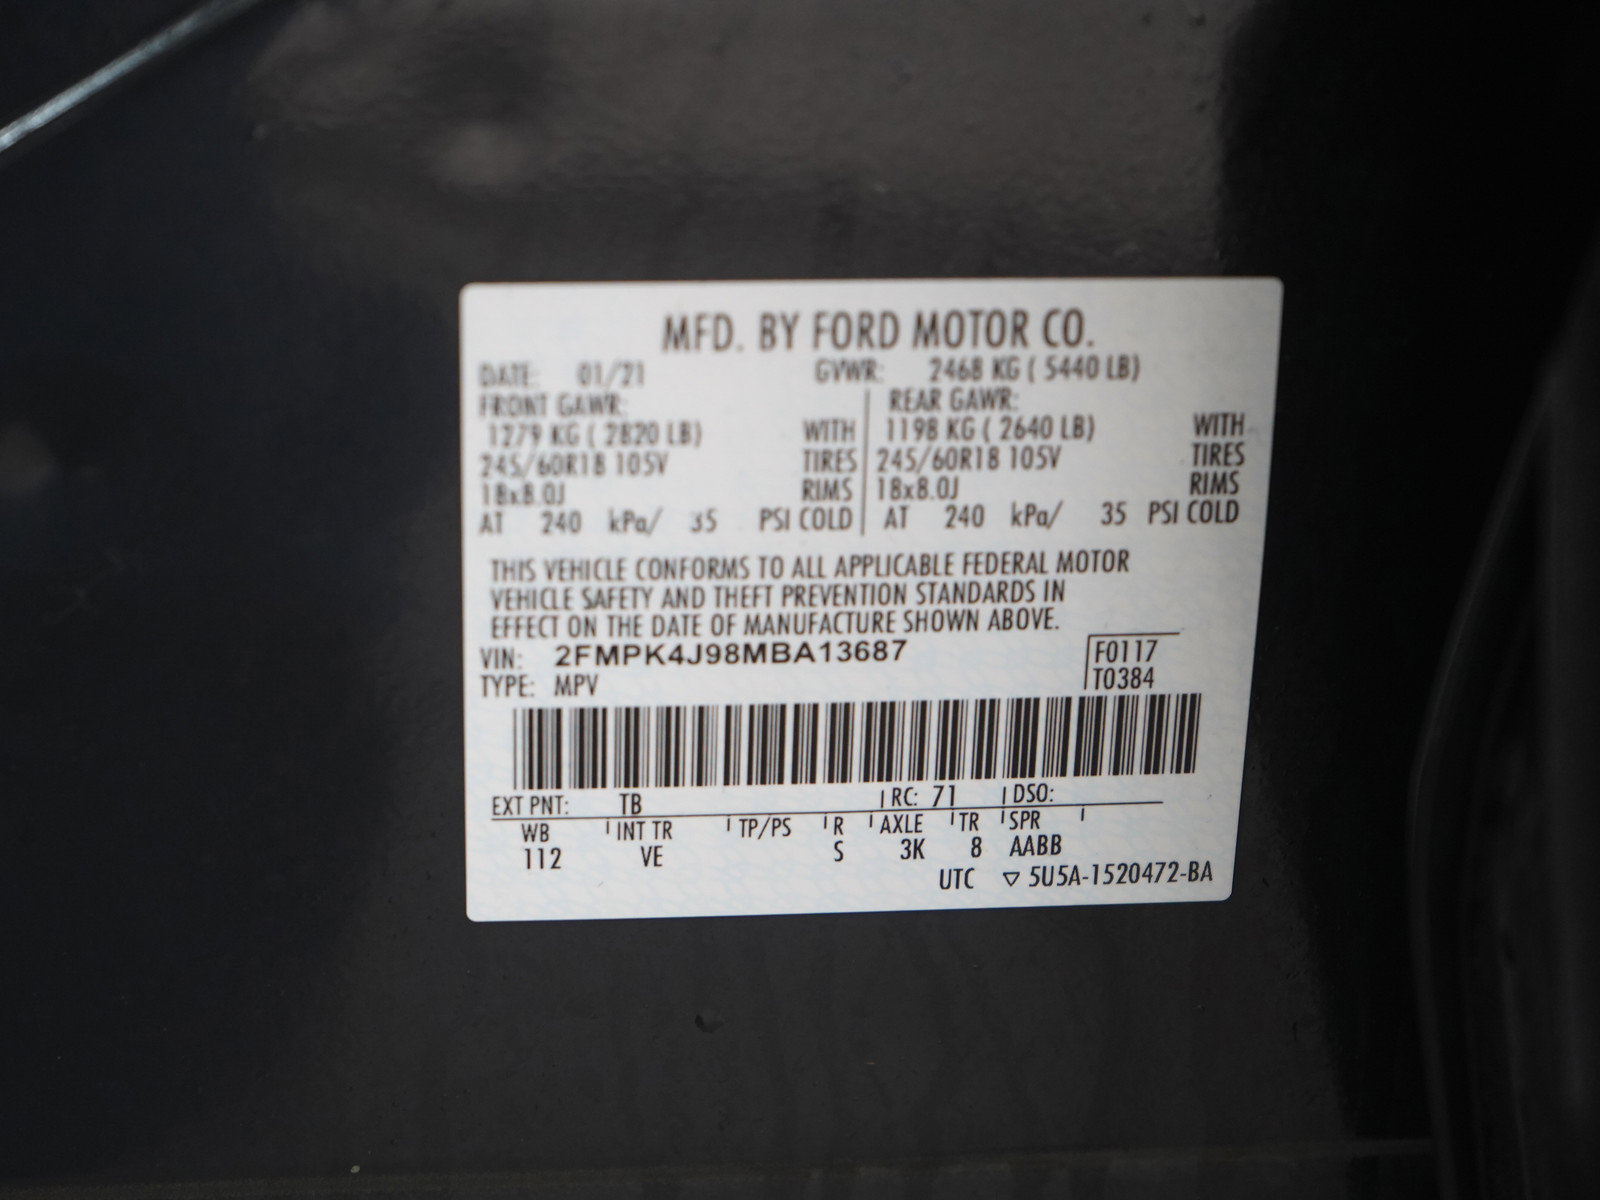 MFD. BY FORD MOTOR CO.
DATE: 01/21 GVWR: 2468 KG ( 5440 LB)
FRONT GAWR: REAR GAWR:
1279 KG ( 2820 LB) WITH 1198 KG ( 2640 LB) WITH
245/60R18 105V TIRES 245/60R18 105V TIRES
18x8.0J RIMS 18x8.0J RIMS
AT 240 kPa/ 35 PSI COLD AT 240 kPa/ 35 PSI COLD
THIS VEHICLE CONFORMS TO ALL APPLICABLE FEDERAL MOTOR
VEHICLE SAFETY AND THEFT PREVENTION STANDARDS IN
EFFECT ON THE DATE OF MANUFACTURE SHOWN ABOVE.
VIN: 2FMPK4J98MBA13687 F0117
TYPE: MPV T0384
EXT PNT: TB RC: 71 DSO:
WB INT TR TP/PS R AXLE TR SPR
112 VE S 3K 8 AABB
UTC ▽ 5U5A-1520472-BA